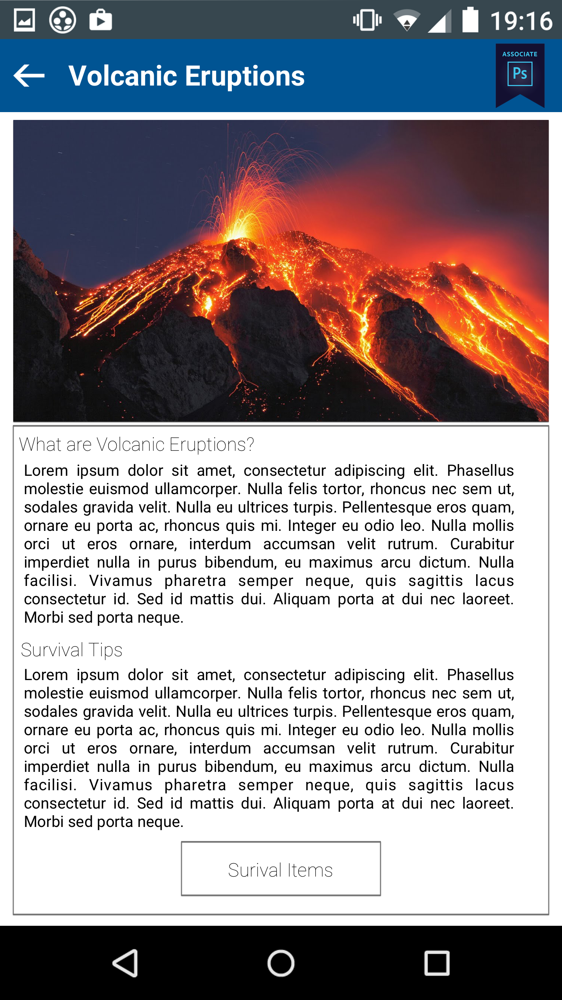 19:16
ASSOCIATE
Ps
Volcanic Eruptions
What are Volcanic Eruptions?
Lorem ipsum dolor sit amet, consectetur adipiscing elit. Phasellus
molestie euismod ullamcorper. Nulla felis tortor, rhoncus nec sem ut,
sodales gravida velit. Nulla eu ultrices turpis. Pellentesque eros quam,
ornare eu porta ac, rhoncus quis mi. Integer eu odio leo. Nulla mollis
orci ut eros ornare, interdum accumsan velit rutrum. Curabitur
imperdiet nulla in purus bibendum, eu maximus arcu dictum. Nulla
facilisi. Vivamus pharetra semper neque, quis sagittis lacus
consectetur id. Sed id mattis dui. Aliquam porta at dui nec laoreet.
Morbi sed porta neque.
Survival Tips
Lorem ipsum dolor sit amet, consectetur adipiscing elit. Phasellus
molestie euismod ullamcorper. Nulla felis tortor, rhoncus nec sem ut,
sodales gravida velit. Nulla eu ultrices turpis. Pellentesque eros quam,
ornare eu porta ac, rhoncus quis mi. Integer eu odio leo. Nulla mollis
orci ut eros ornare, interdum accumsan velit rutrum. Curabitur
imperdiet nulla in purus bibendum, eu maximus arcu dictum. Nulla
facilisi. Vivamus pharetra semper neque, quis sagittis lacus
consectetur id. Sed id mattis dui. Aliquam porta at dui nec laoreet.
Morbi sed porta neque.
Surival Items